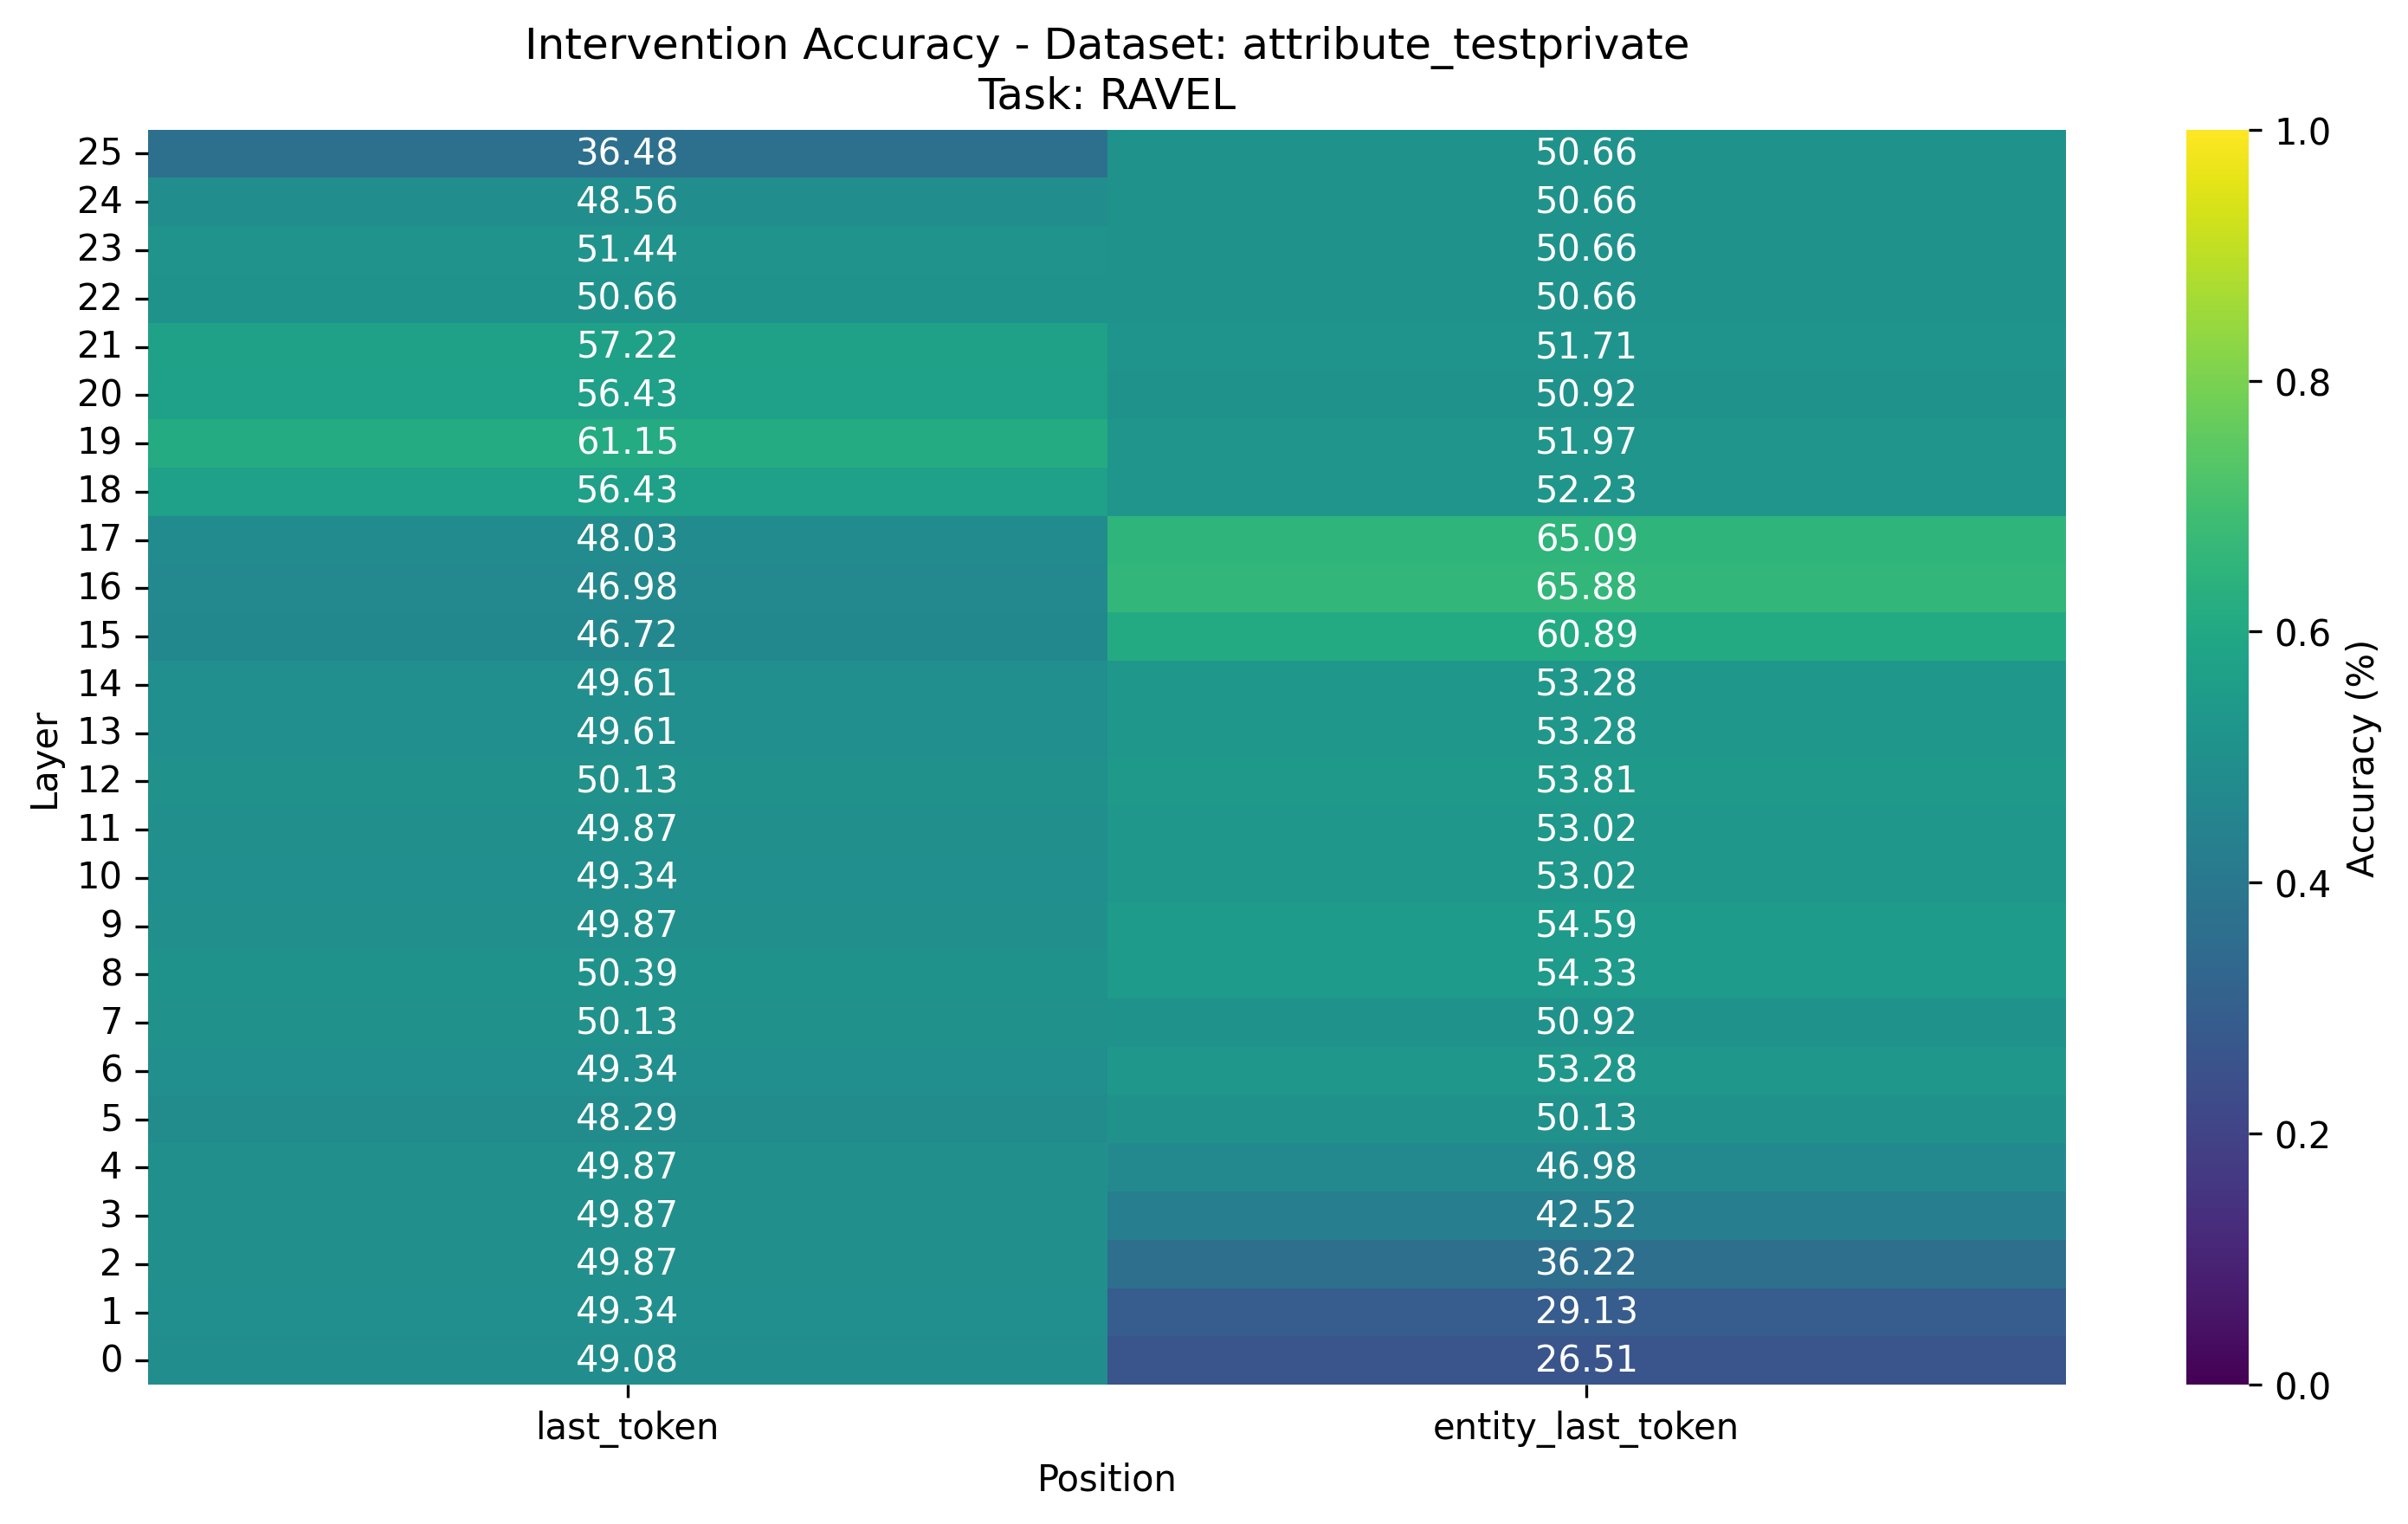 Intervention Accuracy - Dataset: attribute_testprivate
Task: RAVEL
25 36.48 50.66
24 48.56 50.66
23 51.44 50.66
22 50.66 50.66
21 57.22 51.71
20 56.43 50.92
19 61.15 51.97
18 56.43 52.23
17 48.03 65.09
16 46.98 65.88
15 46.72 60.89
14 49.61 53.28
13 49.61 53.28
12 50.13 53.81
11 49.87 53.02
10 49.34 53.02
9 49.87 54.59
8 50.39 54.33
7 50.13 50.92
6 49.34 53.28
5 48.29 50.13
4 49.87 46.98
3 49.87 42.52
2 49.87 36.22
1 49.34 29.13
0 49.08 26.51
last_token entity_last_token
Position
Layer
1.0
0.8
0.6
0.4
0.2
0.0
Accuracy (%)